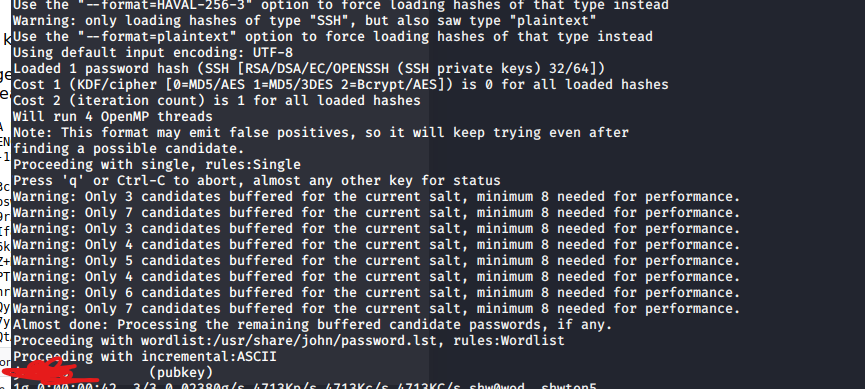 Use the "--format=HAVAL-256-3" option to force loading hashes of that type instead
Warning: only loading hashes of type "SSH", but also saw type "plaintext"
Use the "--format=plaintext" option to force loading hashes of that type instead
Using default input encoding: UTF-8
Loaded 1 password hash (SSH [RSA/DSA/EC/OPENSSH (SSH private keys) 32/64])
Cost 1 (KDF/cipher [0=MD5/AES 1=MD5/3DES 2=Bcrypt/AES]) is 0 for all loaded hashes
Cost 2 (iteration count) is 1 for all loaded hashes
Will run 4 OpenMP threads
Note: This format may emit false positives, so it will keep trying even after
finding a possible candidate.
Proceeding with single, rules:Single
Press 'q' or Ctrl-C to abort, almost any other key for status
Warning: Only 3 candidates buffered for the current salt, minimum 8 needed for performance.
Warning: Only 7 candidates buffered for the current salt, minimum 8 needed for performance.
Warning: Only 3 candidates buffered for the current salt, minimum 8 needed for performance.
Warning: Only 4 candidates buffered for the current salt, minimum 8 needed for performance.
Warning: Only 5 candidates buffered for the current salt, minimum 8 needed for performance.
Warning: Only 4 candidates buffered for the current salt, minimum 8 needed for performance.
Warning: Only 6 candidates buffered for the current salt, minimum 8 needed for performance.
Warning: Only 7 candidates buffered for the current salt, minimum 8 needed for performance.
Almost done: Processing the remaining buffered candidate passwords, if any.
Proceeding with wordlist:/usr/share/john/password.lst, rules:Wordlist
Proceeding with incremental:ASCII
(pubkey)
1g 0:00:00:42 3/3 0.02380g/s 4713Kp/s 4713Kc/s 4713KC/s